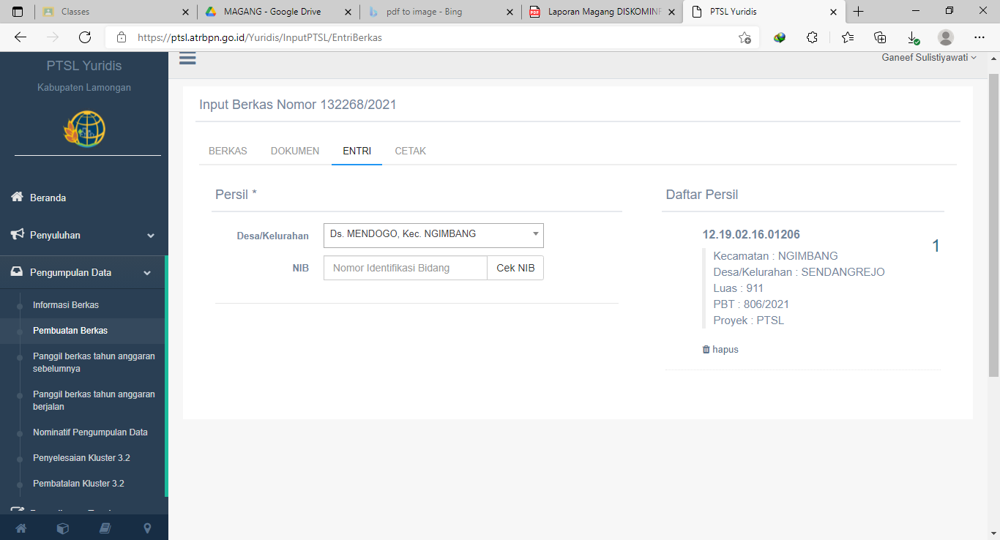 Classes
MAGANG - Google Drive
pdf to image - Bing
Laporan Magang DISKOMINF
PTSL Yuridis
https://ptsl.atrbpn.go.id/Yuridis/InputPTSL/EntriBerkas
PTSL Yuridis
Kabupaten Lamongan
Beranda
Penyuluhan
Pengumpulan Data
Informasi Berkas
Pembuatan Berkas
Panggil berkas tahun anggaran
sebelumnya
Panggil berkas tahun anggaran
berjalan
Nominatif Pengumpulan Data
Penyelesaian Kluster 3.2
Pembatalan Kluster 3.2
Ganeef Sulistiyawati
Input Berkas Nomor 132268/2021
BERKAS DOKUMEN ENTRI CETAK
Persil *
Desa/Kelurahan Ds. MENDOGO, Kec. NGIMBANG
NIB Nomor Identifikasi Bidang Cek NIB
Daftar Persil
12.19.02.16.01206
1
Kecamatan : NGIMBANG
Desa/Kelurahan : SENDANGREJO
Luas : 911
PBT : 806/2021
Proyek : PTSL
hapus